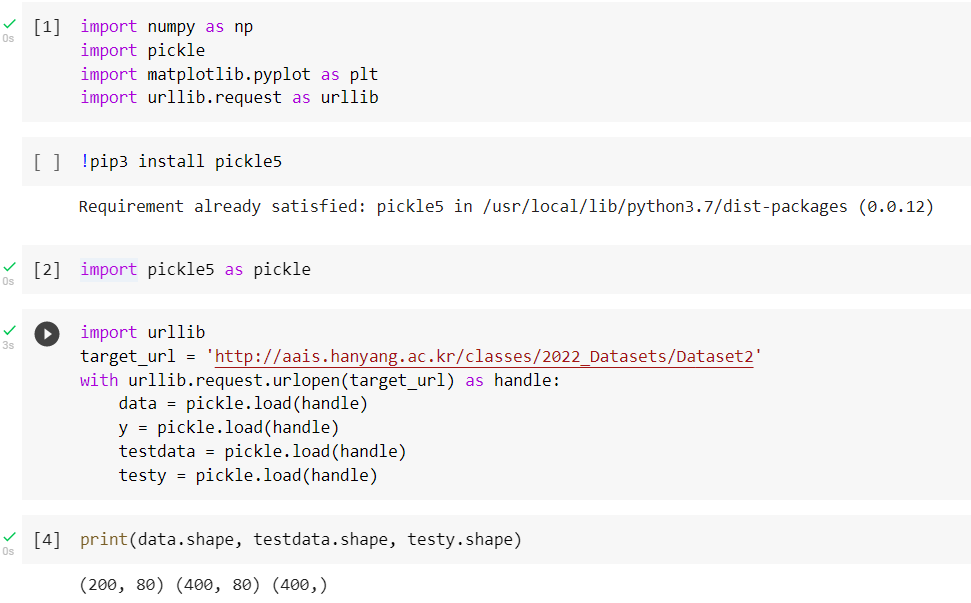 [1] import numpy as np
import pickle
import matplotlib.pyplot as plt
import urllib.request as urllib
0s
[ ] !pip3 install pickle5
Requirement already satisfied: pickle5 in /usr/local/lib/python3.7/dist-packages (0.0.12)
[2] import pickle5 as pickle
0s
import urllib
3s
target_url = 'http://aais.hanyang.ac.kr/classes/2022_Datasets/Dataset2'
with urllib.request.urlopen(target_url) as handle:
    data = pickle.load(handle)
    y = pickle.load(handle)
    testdata = pickle.load(handle)
    testy = pickle.load(handle)
[4] print(data.shape, testdata.shape, testy.shape)
0s
(200, 80) (400, 80) (400,)